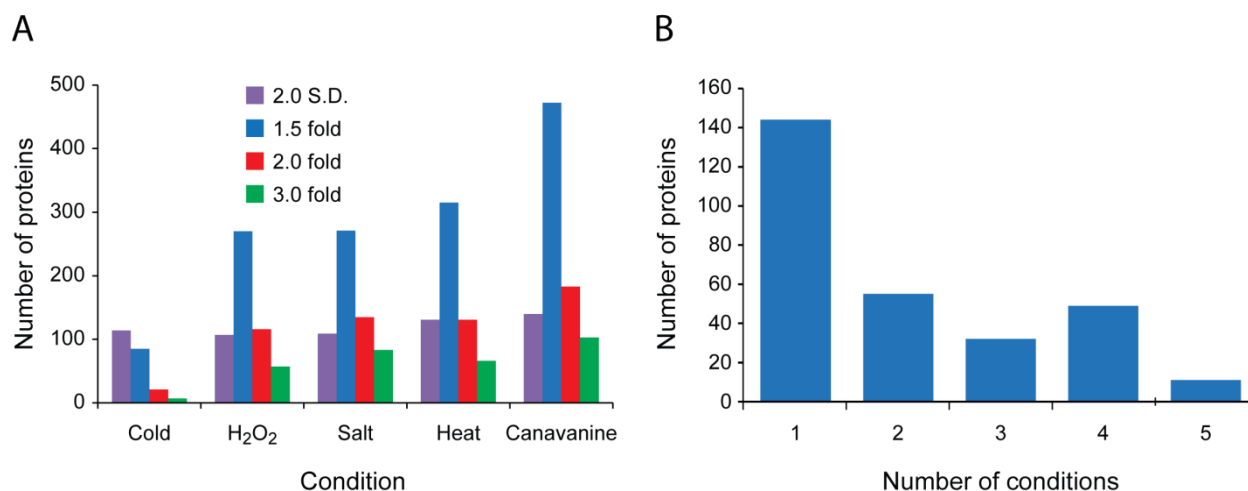 A
Number of proteins
500
400
300
200
100
0
2.0 S.D.
1.5 fold
2.0 fold
3.0 fold
Cold H₂O₂ Salt Heat Canavanine
Condition
B
Number of proteins
160
140
120
100
80
60
40
20
0
1 2 3 4 5
Number of conditions